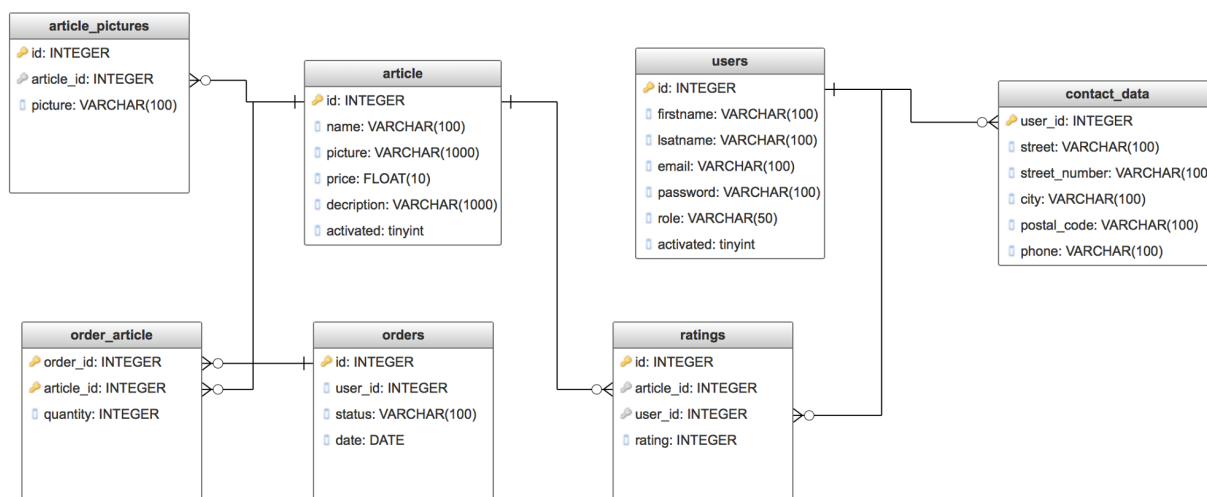 article_pictures
id: INTEGER
article_id: INTEGER
picture: VARCHAR(100)
article
id: INTEGER
name: VARCHAR(100)
picture: VARCHAR(1000)
price: FLOAT(10)
decription: VARCHAR(1000)
activated: tinyint
users
id: INTEGER
firstname: VARCHAR(100)
lsatname: VARCHAR(100)
email: VARCHAR(100)
password: VARCHAR(100)
role: VARCHAR(50)
activated: tinyint
contact_data
user_id: INTEGER
street: VARCHAR(100)
street_number: VARCHAR(100
city: VARCHAR(100)
postal_code: VARCHAR(100)
phone: VARCHAR(100)
order_article
order_id: INTEGER
article_id: INTEGER
quantity: INTEGER
orders
id: INTEGER
user_id: INTEGER
status: VARCHAR(100)
date: DATE
ratings
id: INTEGER
article_id: INTEGER
user_id: INTEGER
rating: INTEGER